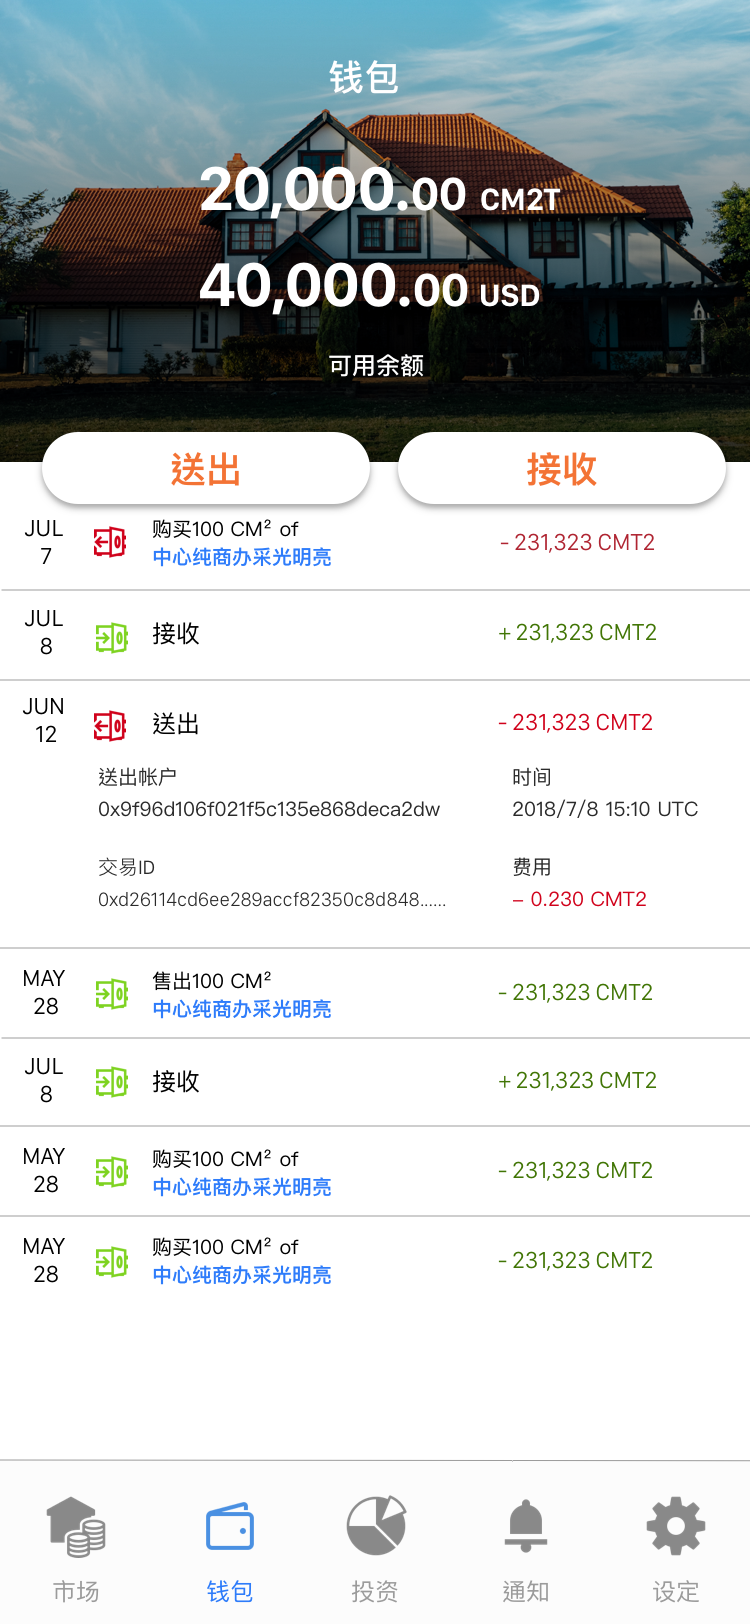 钱包
20,000.00 CM2T
40,000.00 USD
可用余额
送出 接收
JUL 7 购买100 CM² of
中心纯商办采光明亮
- 231,323 CMT2
JUL 8 接收 + 231,323 CMT2
JUN 12 送出 - 231,323 CMT2
送出帐户 时间
0x9f96d106f021f5c135e868deca2dw 2018/7/8 15:10 UTC
交易ID 费用
0xd26114cd6ee289accf82350c8d848...... – 0.230 CMT2
MAY 28 售出100 CM²
中心纯商办采光明亮
- 231,323 CMT2
JUL 8 接收 + 231,323 CMT2
MAY 28 购买100 CM² of
中心纯商办采光明亮
- 231,323 CMT2
MAY 28 购买100 CM² of
中心纯商办采光明亮
- 231,323 CMT2
市场 钱包 投资 通知 设定